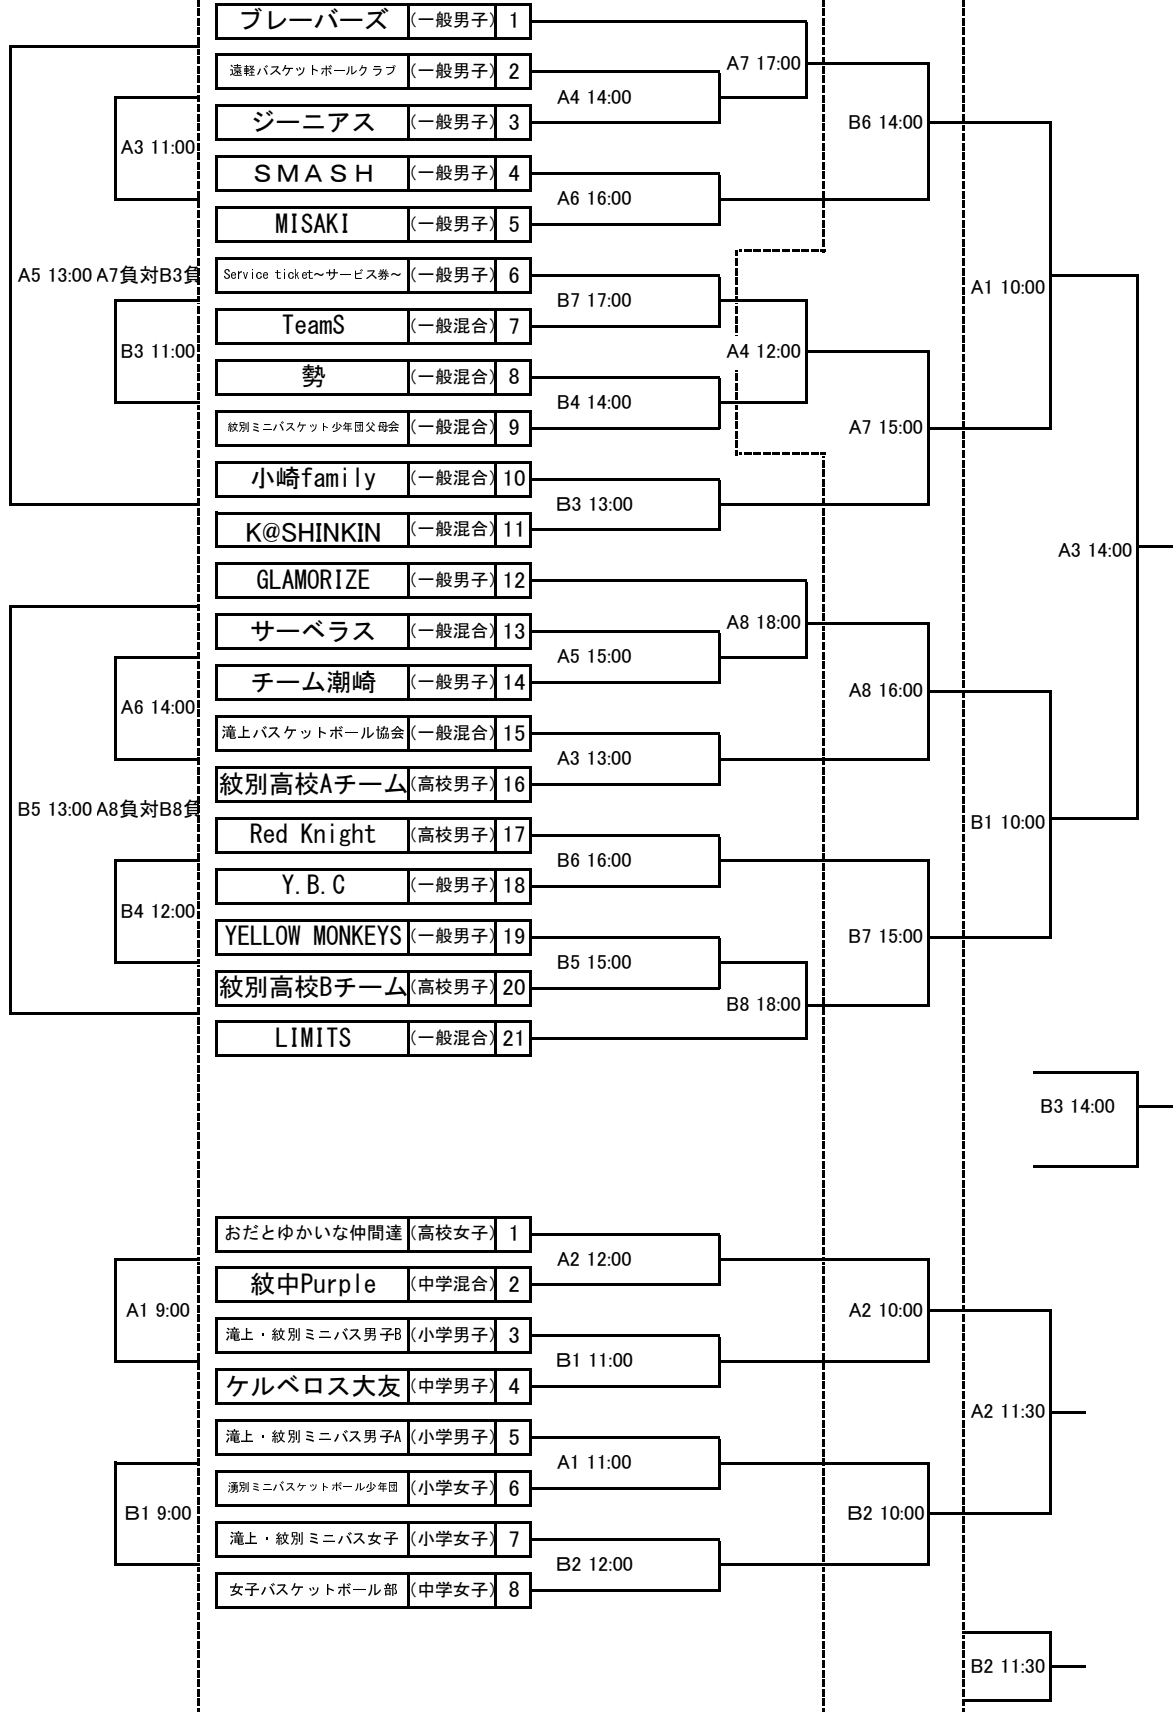 ブレーバーズ (一般男子) 1
A7 17:00
遠軽バスケットボールクラブ (一般男子) 2
A4 14:00
ジーニアス (一般男子) 3
B6 14:00
A3 11:00
SMASH (一般男子) 4
A6 16:00
MISAKI (一般男子) 5
A5 13:00 A7負対B3負
Service ticket~サービス券~ (一般男子) 6
A1 10:00
B7 17:00
TeamS (一般混合) 7
B3 11:00
A4 12:00
勢 (一般混合) 8
B4 14:00
紋別ミニバスケット少年団父母会 (一般混合) 9
A7 15:00
小崎family (一般混合) 10
B3 13:00
K@SHINKIN (一般混合) 11
A3 14:00
GLAMORIZE (一般男子) 12
A8 18:00
サーベラス (一般混合) 13
A5 15:00
チーム潮崎 (一般男子) 14
A8 16:00
A6 14:00
滝上バスケットボール協会 (一般混合) 15
A3 13:00
紋別高校Aチーム (高校男子) 16
B5 13:00 A8負対B8負
B1 10:00
Red Knight (高校男子) 17
B6 16:00
Y.B.C (一般男子) 18
B4 12:00
YELLOW MONKEYS (一般男子) 19
B7 15:00
B5 15:00
紋別高校Bチーム (高校男子) 20
B8 18:00
LIMITS (一般混合) 21
B3 14:00
おだとゆかいな仲間達 (高校女子) 1
A2 12:00
紋中Purple (中学混合) 2
A1 9:00
A2 10:00
滝上・紋別ミニバス男子B (小学男子) 3
B1 11:00
ケルベロス大友 (中学男子) 4
A2 11:30
滝上・紋別ミニバス男子A (小学男子) 5
A1 11:00
湧別ミニバスケットボール少年団 (小学女子) 6
B1 9:00
B2 10:00
滝上・紋別ミニバス女子 (小学女子) 7
B2 12:00
女子バスケットボール部 (中学女子) 8
B2 11:30